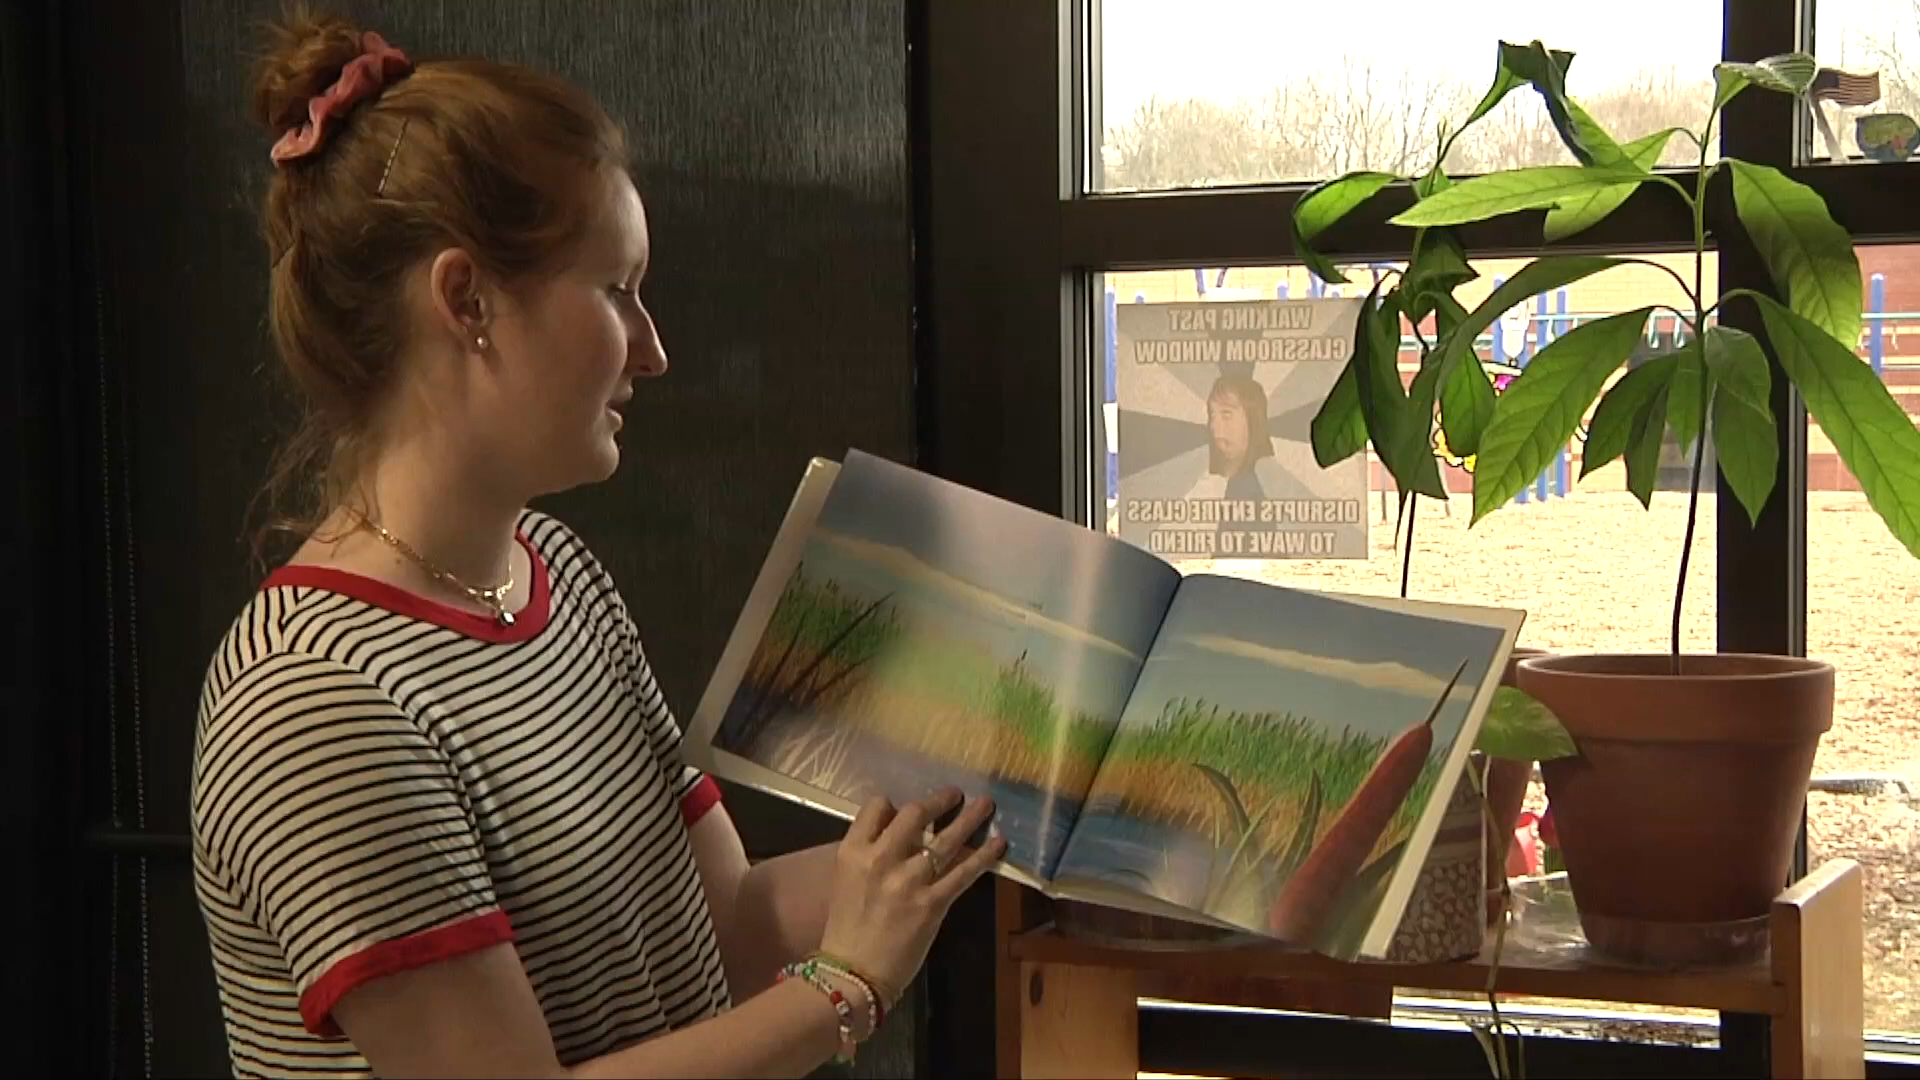 WALKING PAST
CLASSROOM WINDOW
DISRUPTS ENTIRE CLASS
TO WAVE TO FRIEND